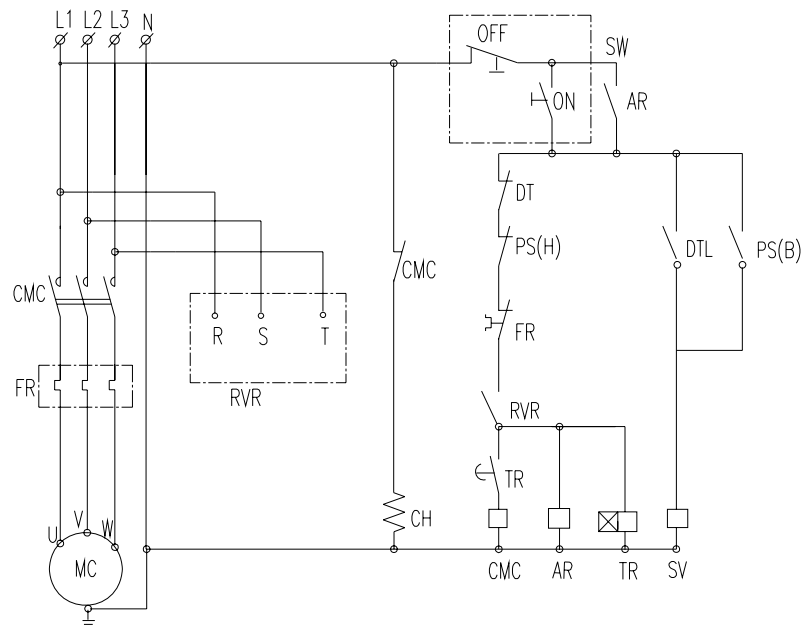 L1 L2 L3 N
OFF
SW
ON
AR
DT
PS(H)
CMC
DTL
PS(B)
CMC
R S T
FR
FR
RVR
RVR
TR
CH
U V W
MC
CMC AR TR SV